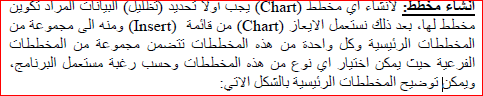 انشاء مخطط: لانشاء اي مخطط (Chart) يجب اولا تحديد (تظليل) البيانات المراد تكوين
مخطط لها، بعد ذلك نستعمل الايعاز (Chart) من قائمة (Insert) ومنه الى مجموعة من
المخططات الرئيسية وكل واحدة من هذه المخططات تتضمن مجموعة من المخططات
الفرعية حيث يمكن اختيار اي نوع من هذه المخططات وحسب رغبة مستعمل البرنامج،
ويمكن توضيح المخططات الرئيسية بالشكل الاتي: